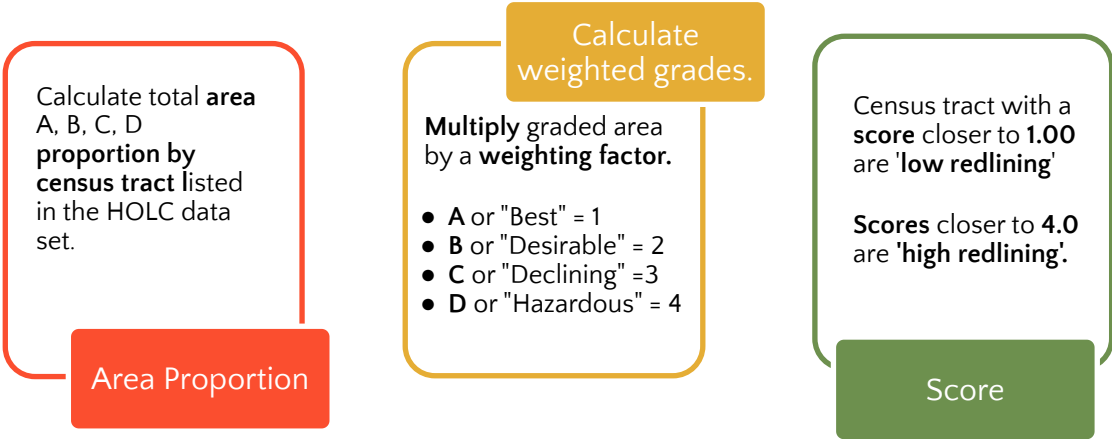 Calculate total area
A, B, C, D
proportion by
census tract listed
in the HOLC data
set.
Area Proportion
Calculate
weighted grades.
Multiply graded area
by a weighting factor.
● A or "Best" = 1
● B or "Desirable" = 2
● C or "Declining" =3
● D or "Hazardous" = 4
Census tract with a
score closer to 1.00
are 'low redlining'
Scores closer to 4.0
are 'high redlining'.
Score